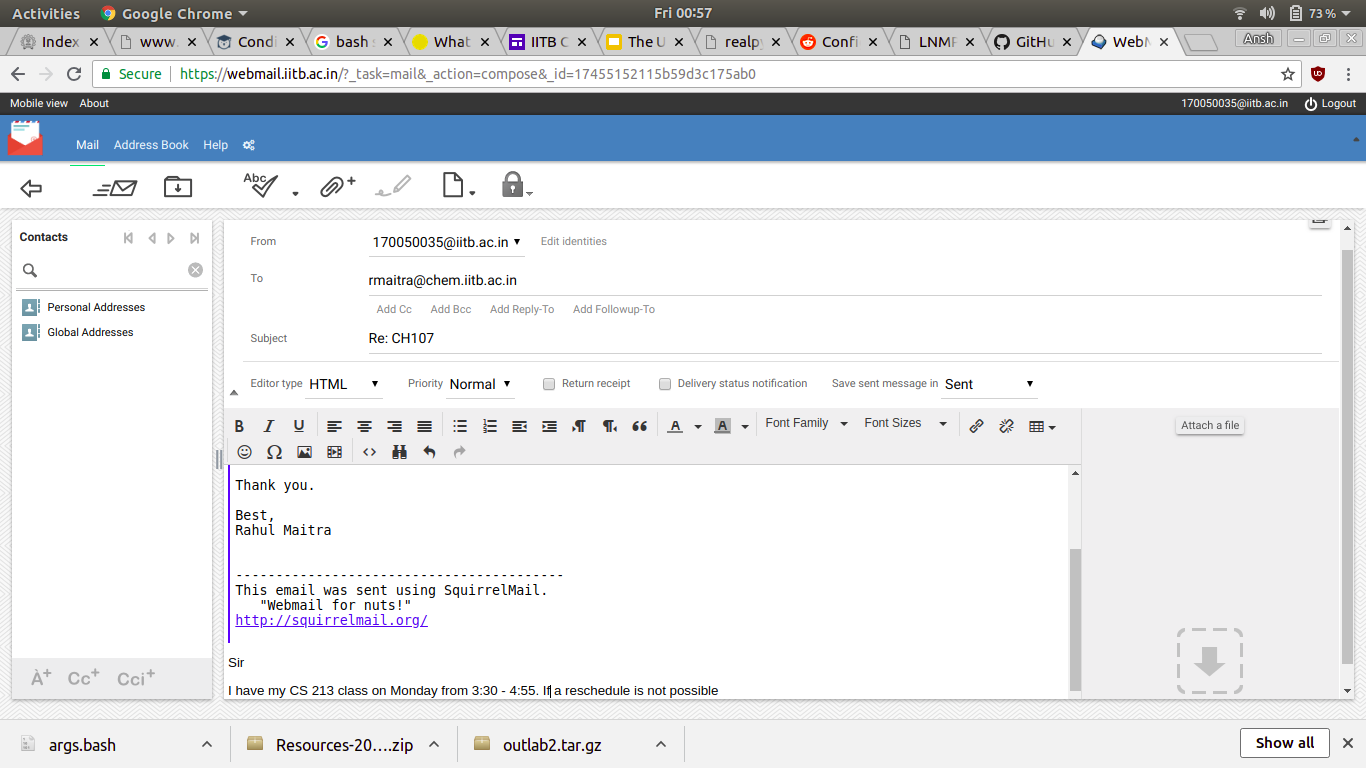 Activities Google Chrome Fri 00:57 73 %
Index www. Condi bash s What IITB C The U realpy Confi LNMP GitHu WebM Ansh
Secure https://webmail.iitb.ac.in/?_task=mail&_action=compose&_id=17455152115b59d3c175ab0
Mobile view About 170050035@iitb.ac.in Logout
Mail Address Book Help
Abc
Contacts
Personal Addresses
Global Addresses
From 170050035@iitb.ac.in Edit identities
To rmaitra@chem.iitb.ac.in
Add Cc Add Bcc Add Reply-To Add Followup-To
Subject Re: CH107
Editor type HTML Priority Normal Return receipt Delivery status notification Save sent message in Sent
B I U A A Font Family Font Sizes
Attach a file
Thank you.
Best,
Rahul Maitra
-----------------------------------------
This email was sent using SquirrelMail.
"Webmail for nuts!"
http://squirrelmail.org/
Sir
I have my CS 213 class on Monday from 3:30 - 4:55. If a reschedule is not possible
À+ Cc+ Cci+
args.bash Resources-20....zip outlab2.tar.gz Show all